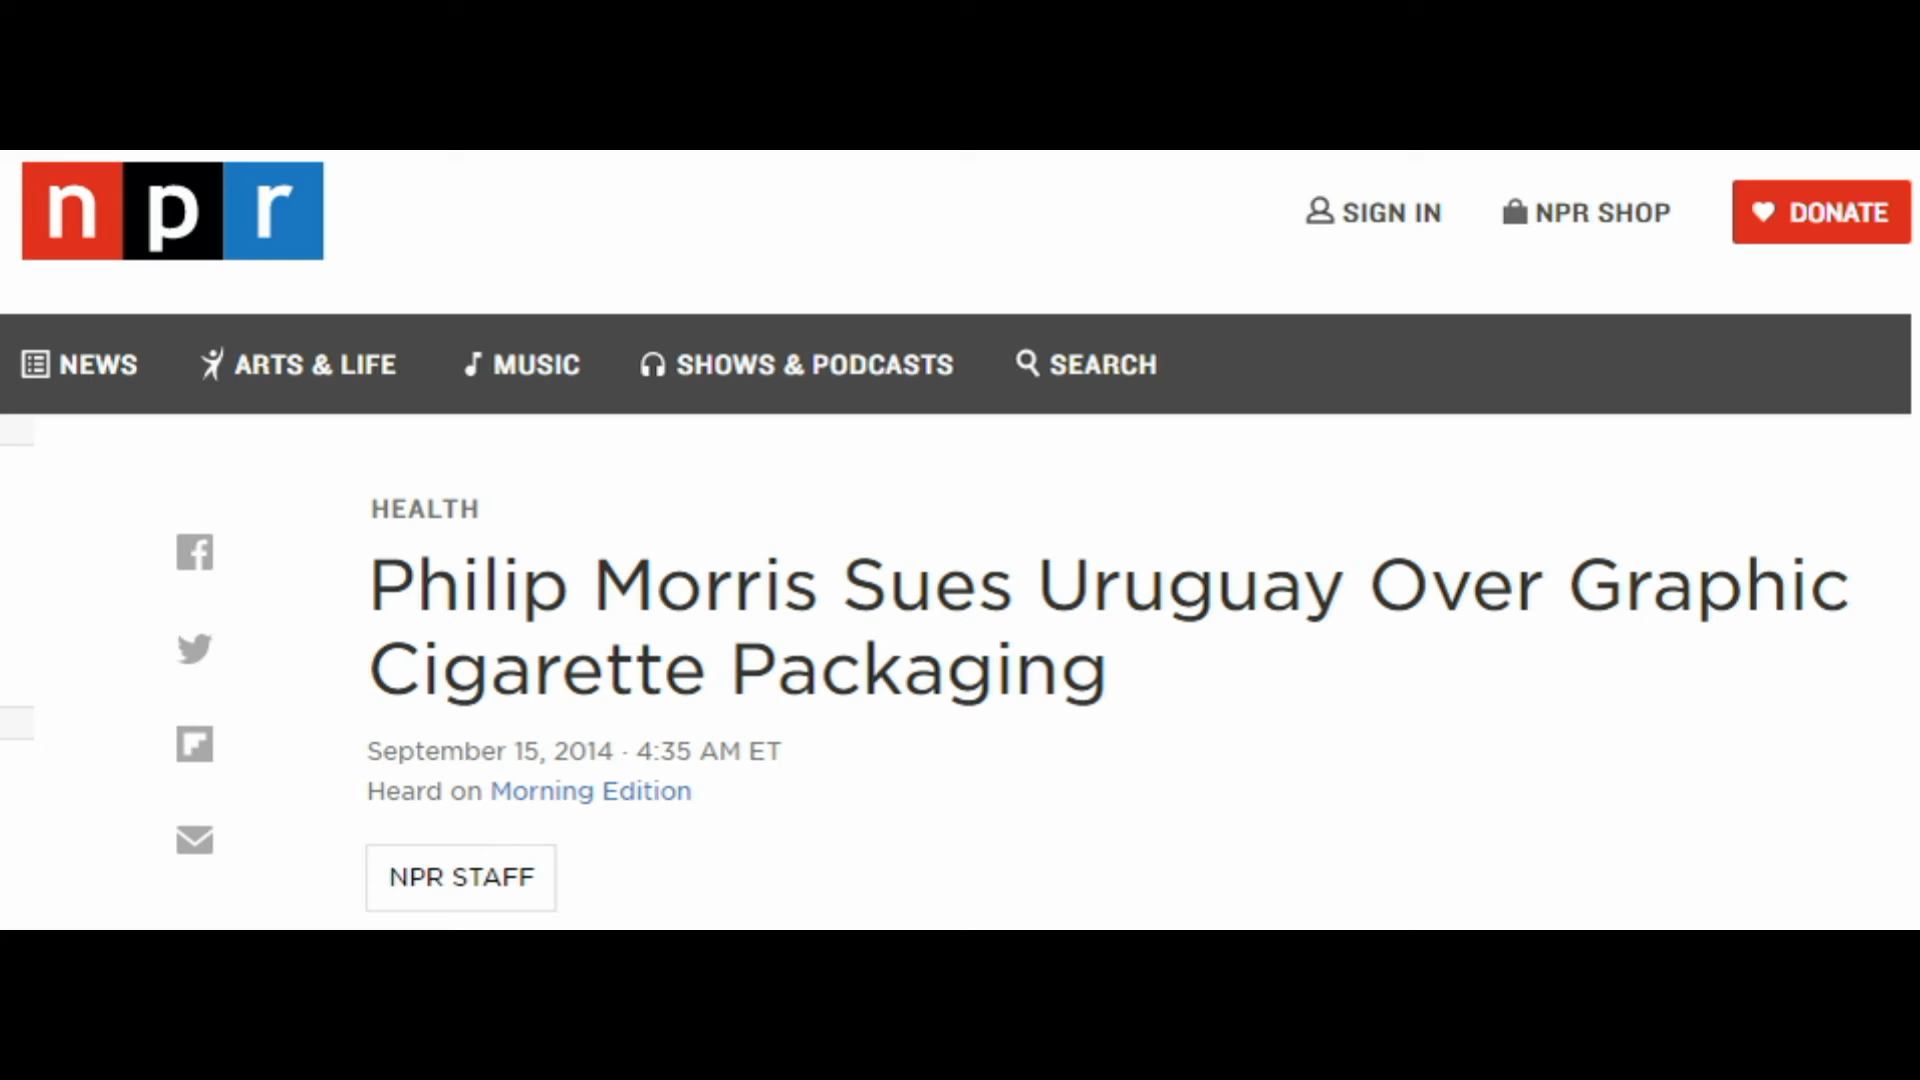 npr
SIGN IN
NPR SHOP
DONATE
NEWS
ARTS & LIFE
MUSIC
SHOWS & PODCASTS
SEARCH
HEALTH
Philip Morris Sues Uruguay Over Graphic
Cigarette Packaging
September 15, 2014 · 4:35 AM ET
Heard on Morning Edition
NPR STAFF